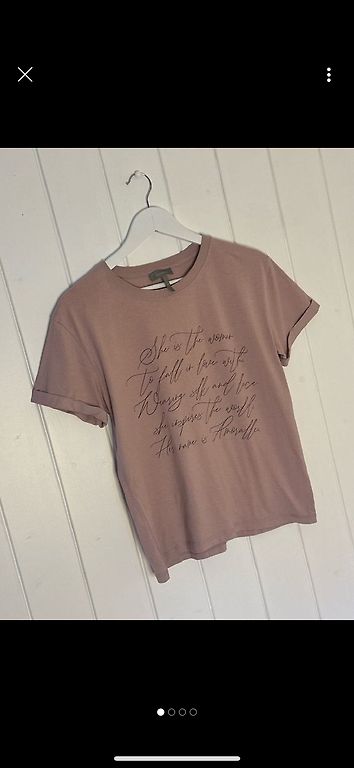 She is the woman
To fall in love with
Wearing silk and lace
she inspires the world.
Her name is Amoralle